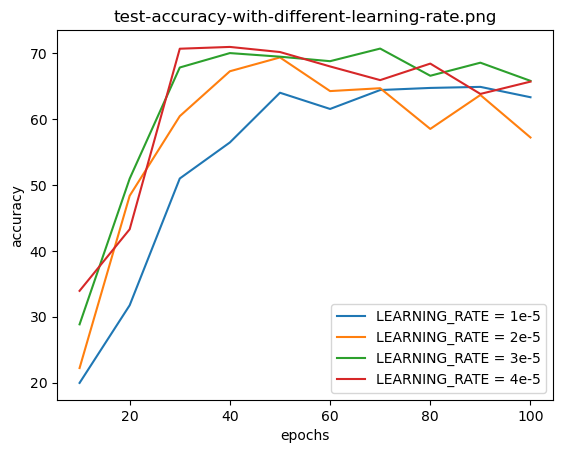 test-accuracy-with-different-learning-rate.png
accuracy
70
60
50
40
30
20
20
40
60
80
100
epochs
LEARNING_RATE = 1e-5
LEARNING_RATE = 2e-5
LEARNING_RATE = 3e-5
LEARNING_RATE = 4e-5